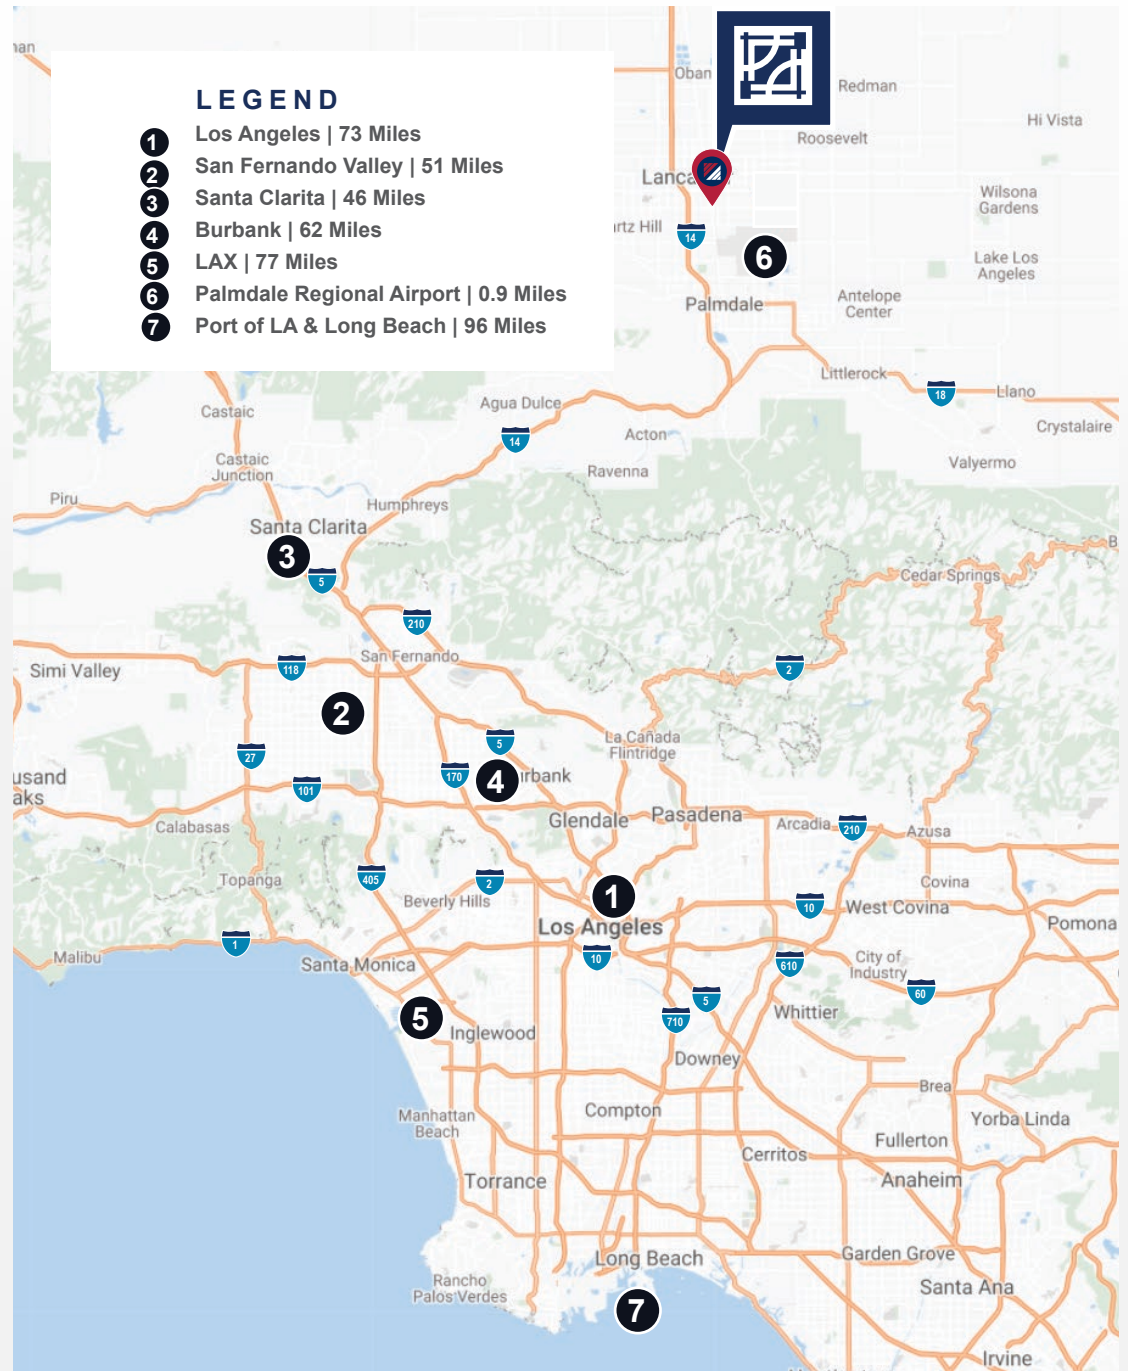 LEGEND
1 Los Angeles | 73 Miles
2 San Fernando Valley | 51 Miles
3 Santa Clarita | 46 Miles
4 Burbank | 62 Miles
5 LAX | 77 Miles
6 Palmdale Regional Airport | 0.9 Miles
7 Port of LA & Long Beach | 96 Miles
Oban
Redman
Hi Vista
Roosevelt
Wilsona
Gardens
rtz Hill
14
6
Lake Los
Angeles
Palmdale
Antelope
Center
Littlerock
18
Llano
Castaic
Agua Dulce
Crystalaire
14
Acton
Castaic
Junction
Ravenna
Valyermo
Piru
Humphreys
Santa Clarita
3
5
Cedar Springs
210
San Fernando
Simi Valley
118
2
2
La Cañada
Flintridge
5
27
170
4
rbank
usand
aks
101
Glendale
Pasadena
Arcadia
210
Azusa
Calabasas
Topanga
405
2
Beverly Hills
Covina
1
10
West Covina
Los Angeles
Pomona
1
Malibu
Santa Monica
10
610
City of
Industry
60
5
5
710
Whittier
Inglewood
Downey
Brea
Manhattan
Beach
Compton
Yorba Linda
Fullerton
Cerritos
Torrance
Anaheim
Long Beach
Garden Grove
Rancho
Palos Verdes
Santa Ana
7
Irvine